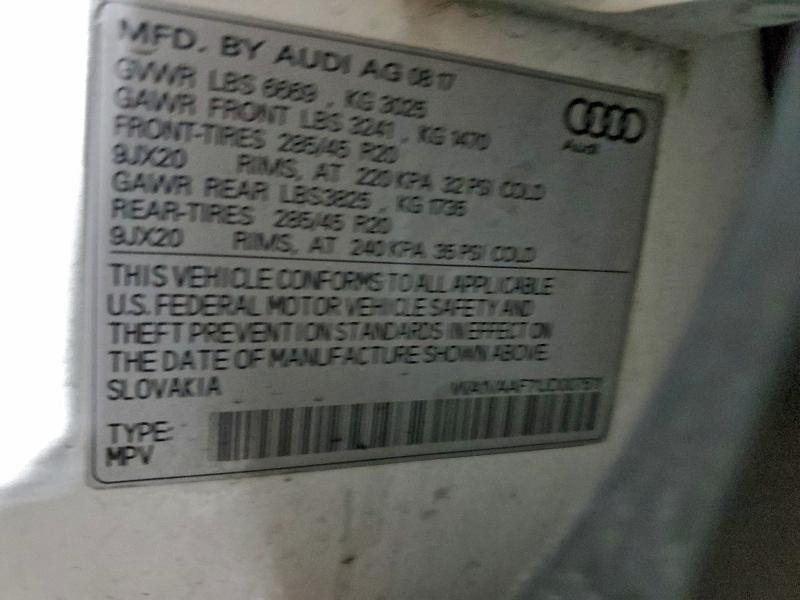 MFD. BY AUDI AG 08 17
GVWR LBS 6669 , KG 3025
GAWR FRONT LBS 3241 , KG 1470
FRONT-TIRES 285/45 R20
9JX20 RIMS, AT 220 KPA 32 PSI COLD
GAWR REAR LBS3825 , KG 1735
REAR-TIRES 285/45 R20
9JX20 RIMS, AT 240 KPA 35 PSI COLD
Audi
THIS VEHICLE CONFORMS TO ALL APPLICABLE
U.S. FEDERAL MOTOR VEHICLE SAFETY AND
THEFT PREVENTION STANDARDS IN EFFECT ON
THE DATE OF MANUFACTURE SHOWN ABOVE.
SLOVAKIA
TYPE:
MPV